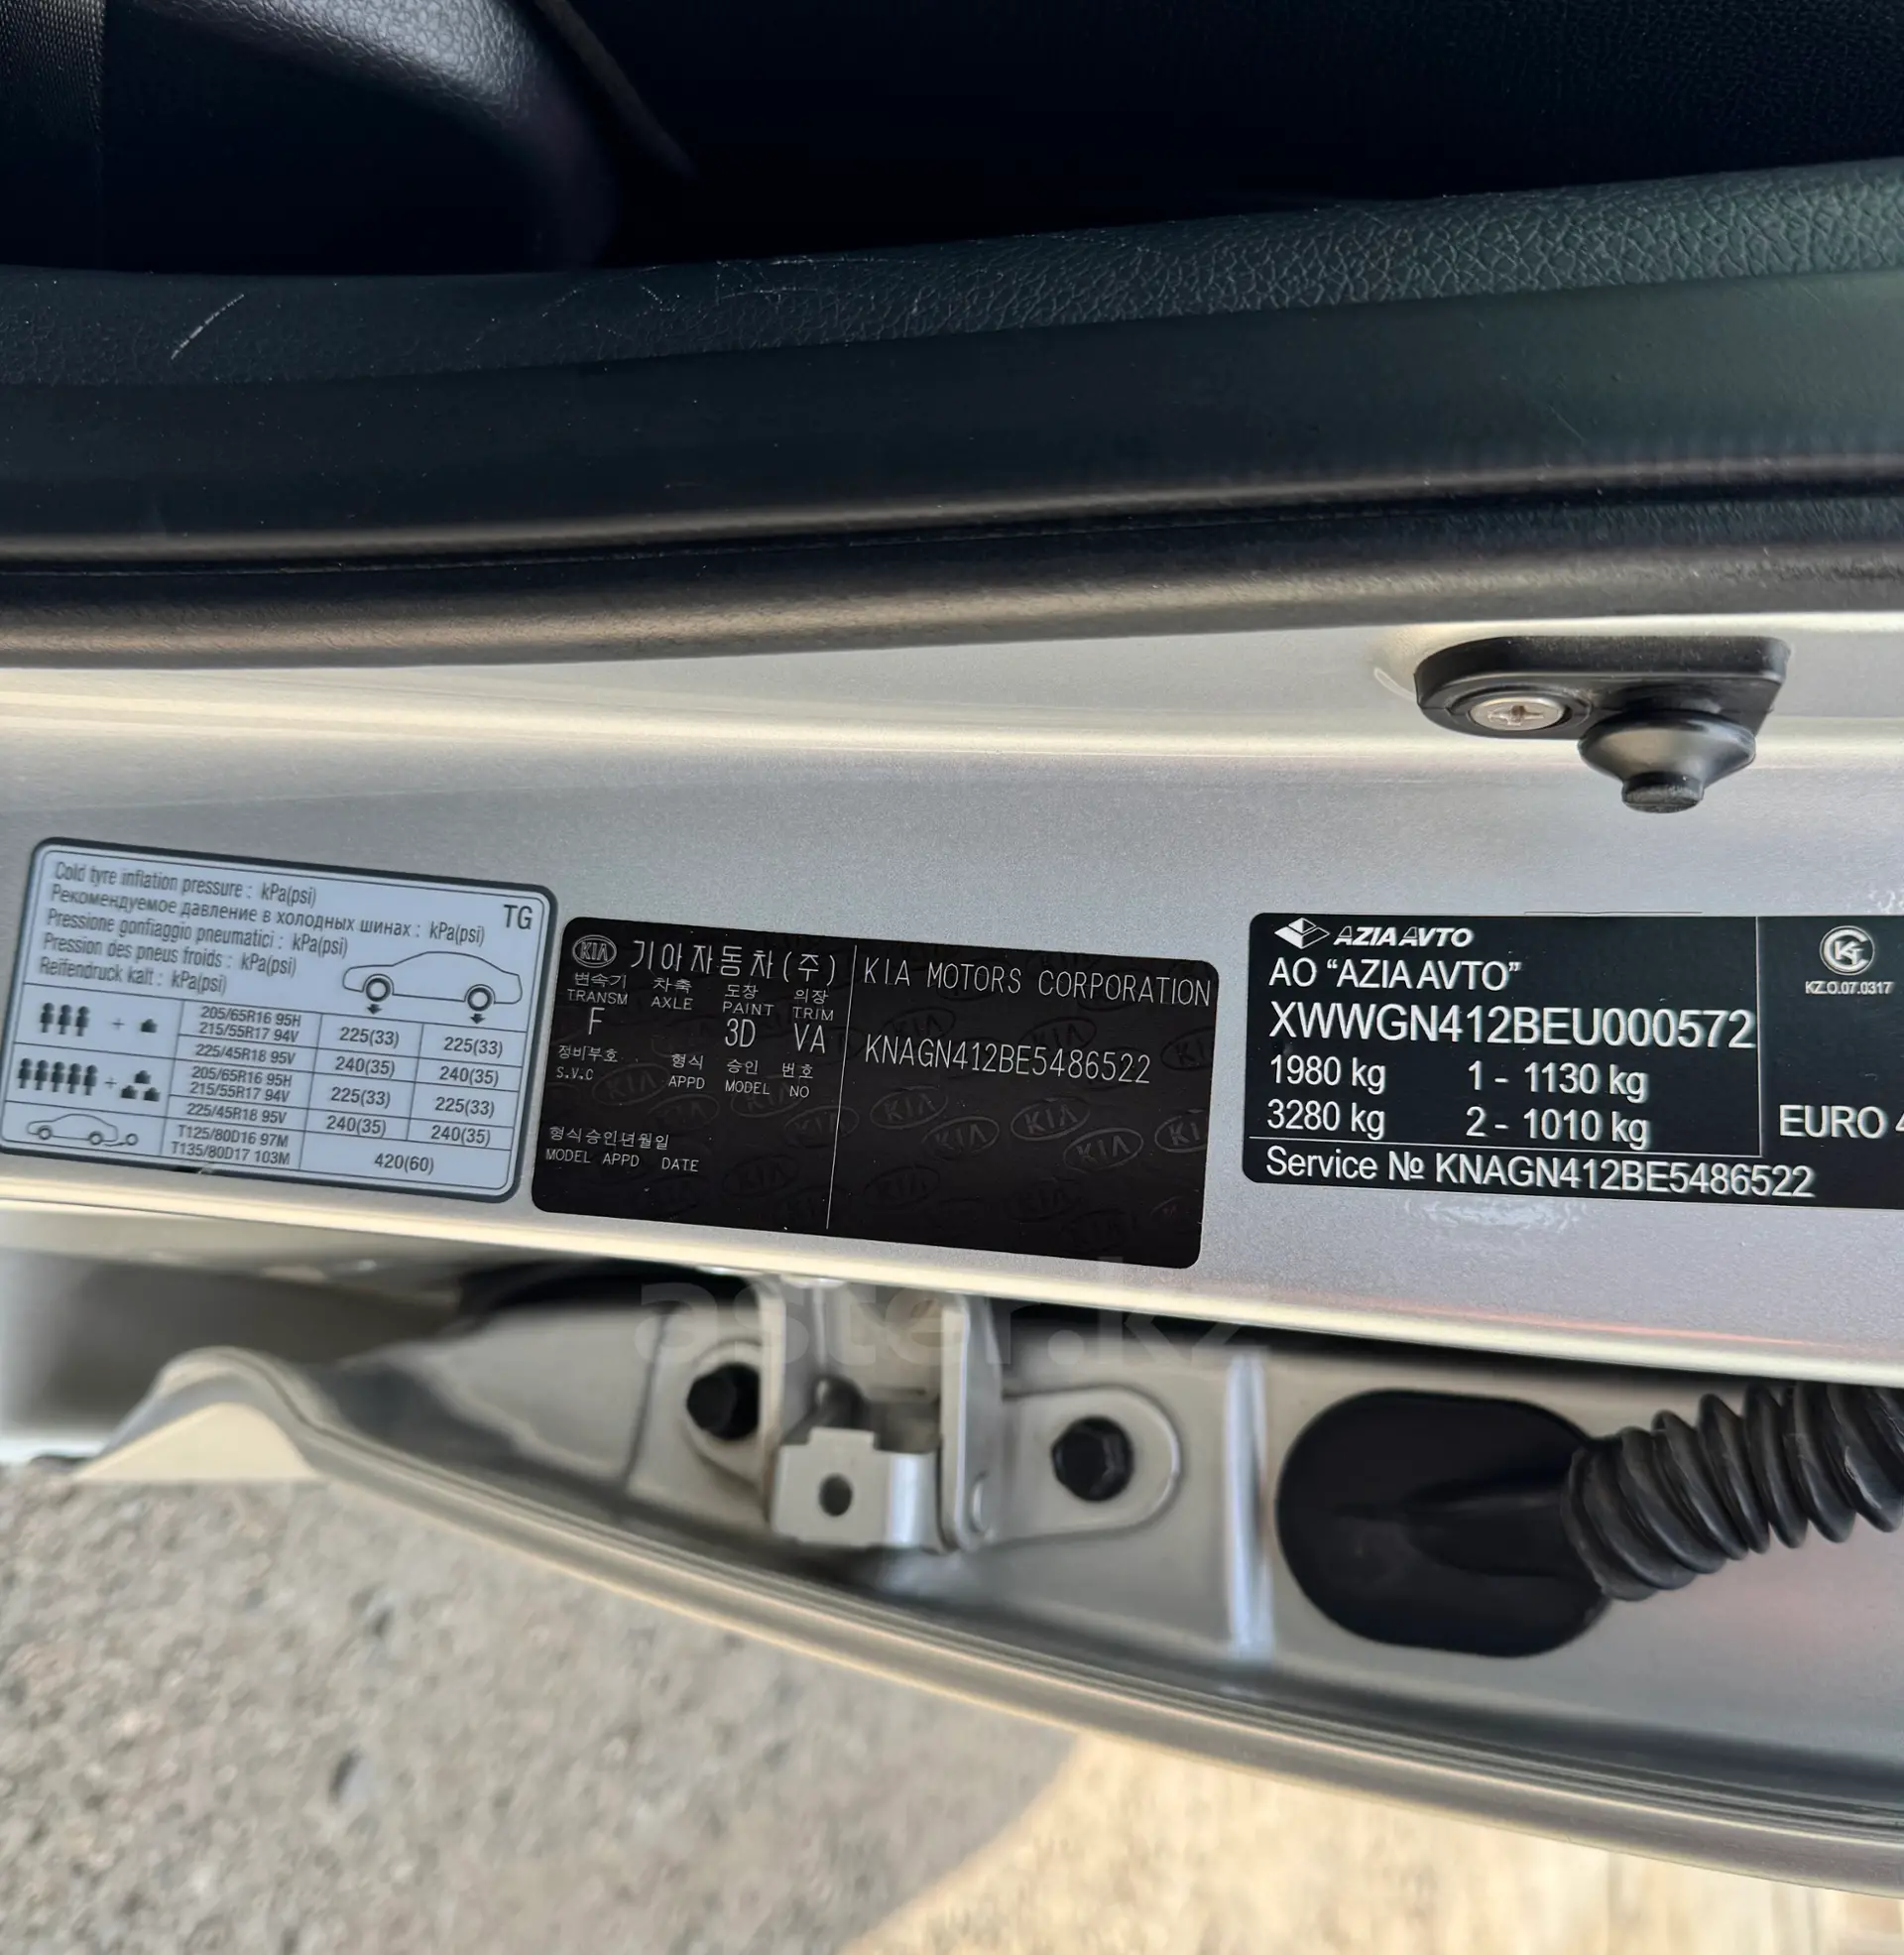 Cold tyre inflation pressure : kPa(psi)
Рекомендуемое давление в холодных шинах : kPa(psi)
Pressione gonfiaggio pneumatici : kPa(psi)
Pression des pneus froids : kPa(psi)
Reifendruck kalt : kPa(psi)
TG
205/65R16 95H
215/55R17 94V
225(33) 225(33)
225/45R18 95V 240(35) 240(35)
205/65R16 95H
215/55R17 94V
225(33) 225(33)
225/45R18 95V 240(35) 240(35)
T125/80D16 97M
T135/80D17 103M
420(60)
KIA 기아자동차(주)
변속기 차축 도장 의장
TRANSM AXLE PAINT TRIM
F 3D VA
정비부호 형식 승인 번호
S.V.C APPD MODEL NO
형식승인년월일
MODEL APPD DATE
KIA MOTORS CORPORATION
KNAGN412BE5486522
AZIA AVTO
АО “AZIA AVTO”
XWWGN412BEU000572
1980 kg 1 - 1130 kg
3280 kg 2 - 1010 kg
Service № KNAGN412BE5486522
KZ.O.07.0317
EURO 4
aster.kz